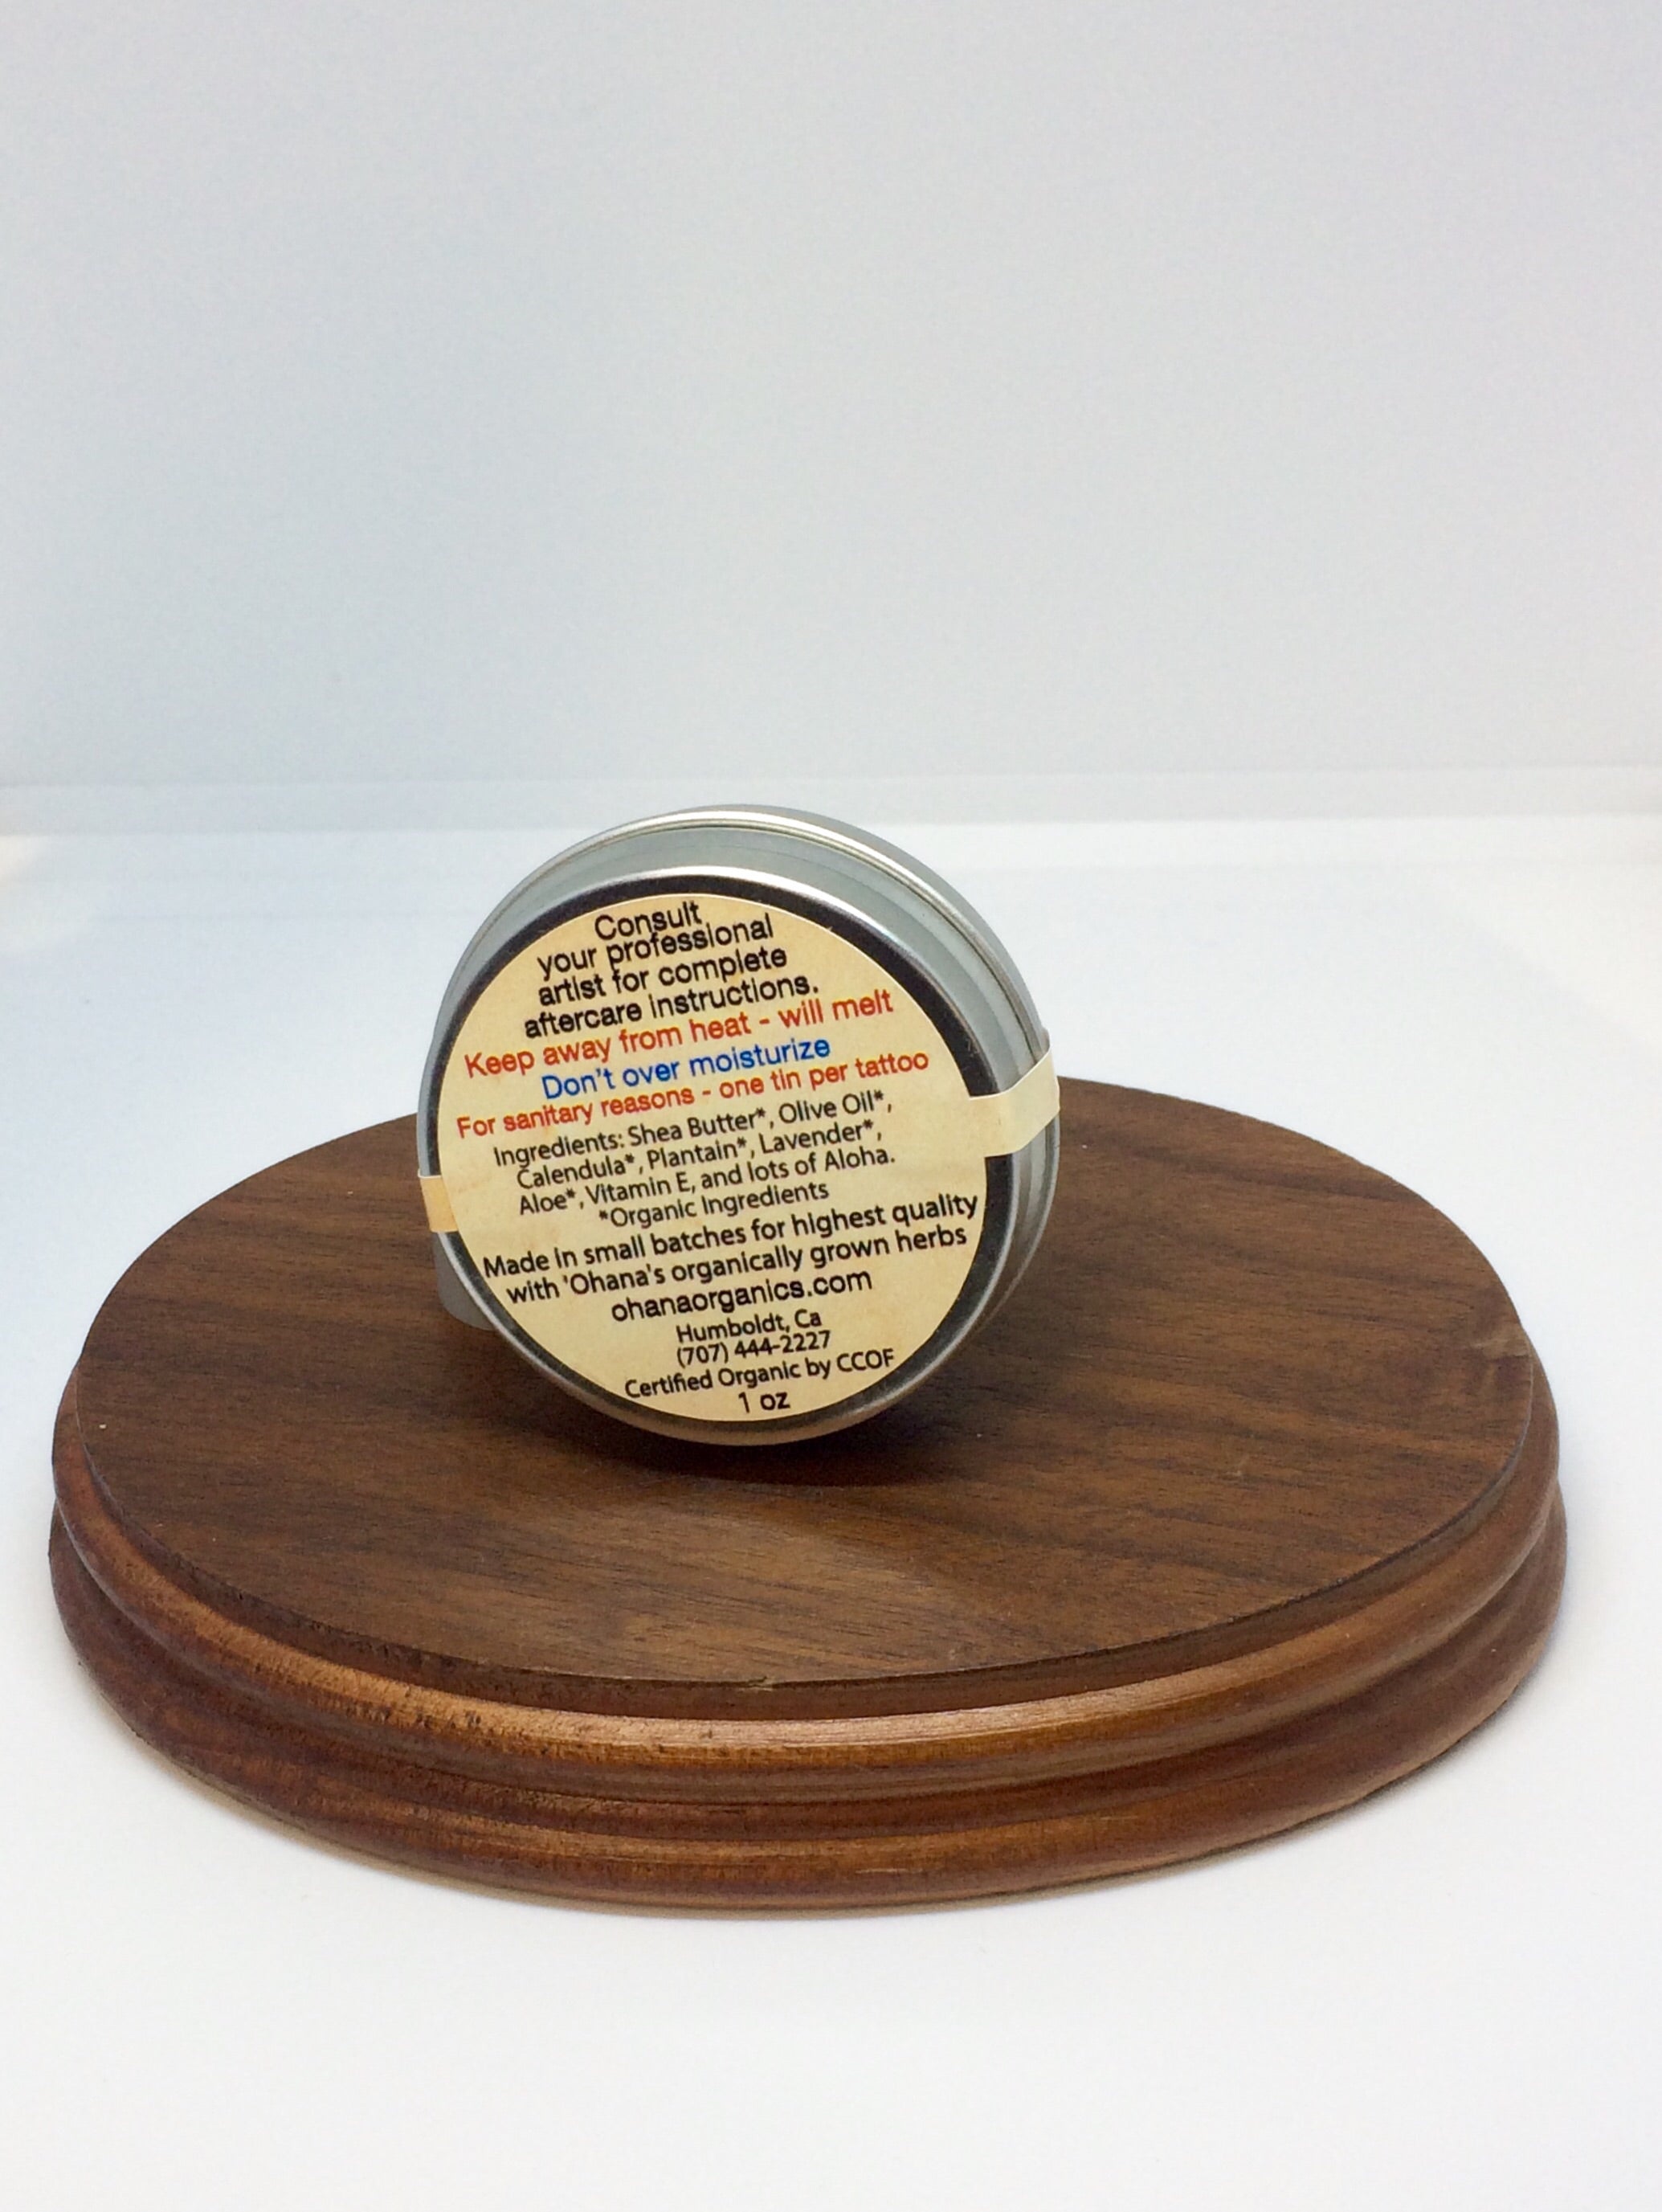 Consult
your professional
artist for complete
aftercare instructions.
Keep away from heat - will melt
Don't over moisturize
For sanitary reasons - one tin per tattoo
Ingredients: Shea Butter*, Olive Oil*,
Calendula*, Plantain*, Lavender*,
Aloe*, Vitamin E, and lots of Aloha.
*Organic Ingredients
Made in small batches for highest quality
with 'Ohana's organically grown herbs
ohanaorganics.com
Humboldt, Ca
(707) 444-2227
Certified Organic by CCOF
1 oz